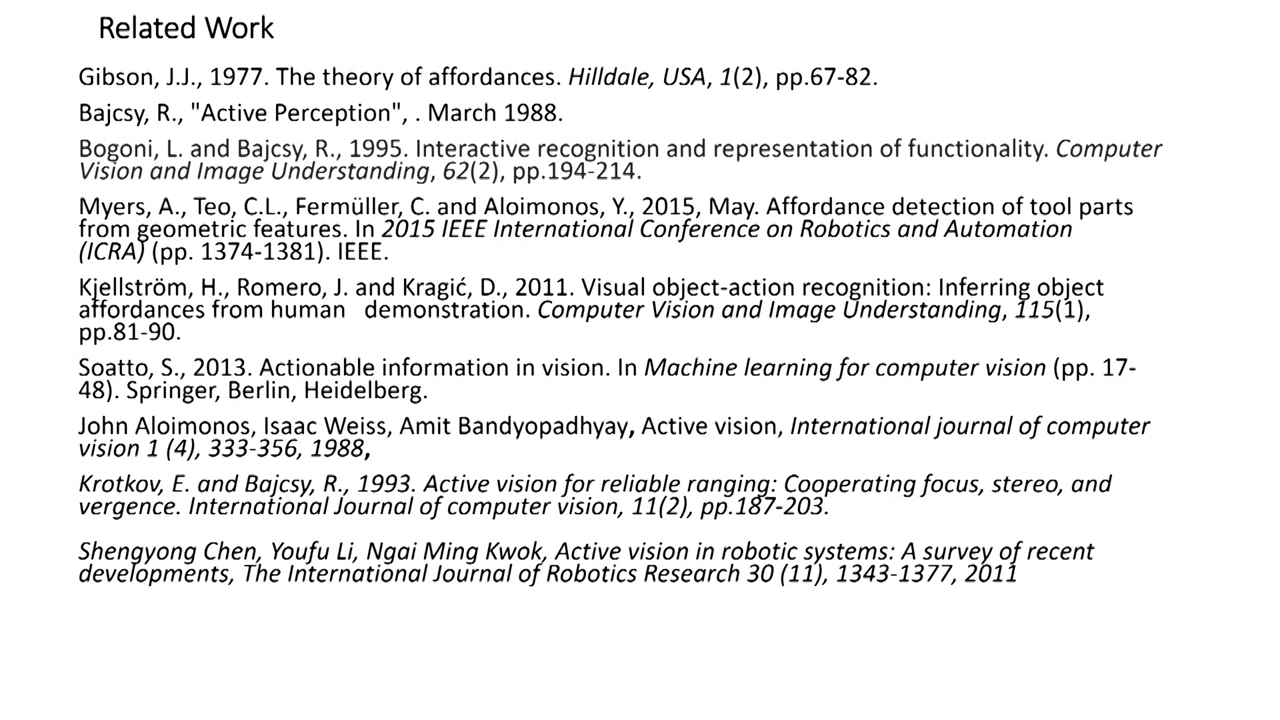 Related Work
Gibson, J.J., 1977. The theory of affordances. Hilldale, USA, 1(2), pp.67-82.
Bajcsy, R., "Active Perception", . March 1988.
Bogoni, L. and Bajcsy, R., 1995. Interactive recognition and representation of functionality. Computer
Vision and Image Understanding, 62(2), pp.194-214.
Myers, A., Teo, C.L., Fermüller, C. and Aloimonos, Y., 2015, May. Affordance detection of tool parts
from geometric features. In 2015 IEEE International Conference on Robotics and Automation
(ICRA) (pp. 1374-1381). IEEE.
Kjellström, H., Romero, J. and Kragić, D., 2011. Visual object-action recognition: Inferring object
affordances from human   demonstration. Computer Vision and Image Understanding, 115(1),
pp.81-90.
Soatto, S., 2013. Actionable information in vision. In Machine learning for computer vision (pp. 17-
48). Springer, Berlin, Heidelberg.
John Aloimonos, Isaac Weiss, Amit Bandyopadhyay, Active vision, International journal of computer
vision 1 (4), 333-356, 1988,
Krotkov, E. and Bajcsy, R., 1993. Active vision for reliable ranging: Cooperating focus, stereo, and
vergence. International Journal of computer vision, 11(2), pp.187-203.
Shengyong Chen, Youfu Li, Ngai Ming Kwok, Active vision in robotic systems: A survey of recent
developments, The International Journal of Robotics Research 30 (11), 1343-1377, 2011